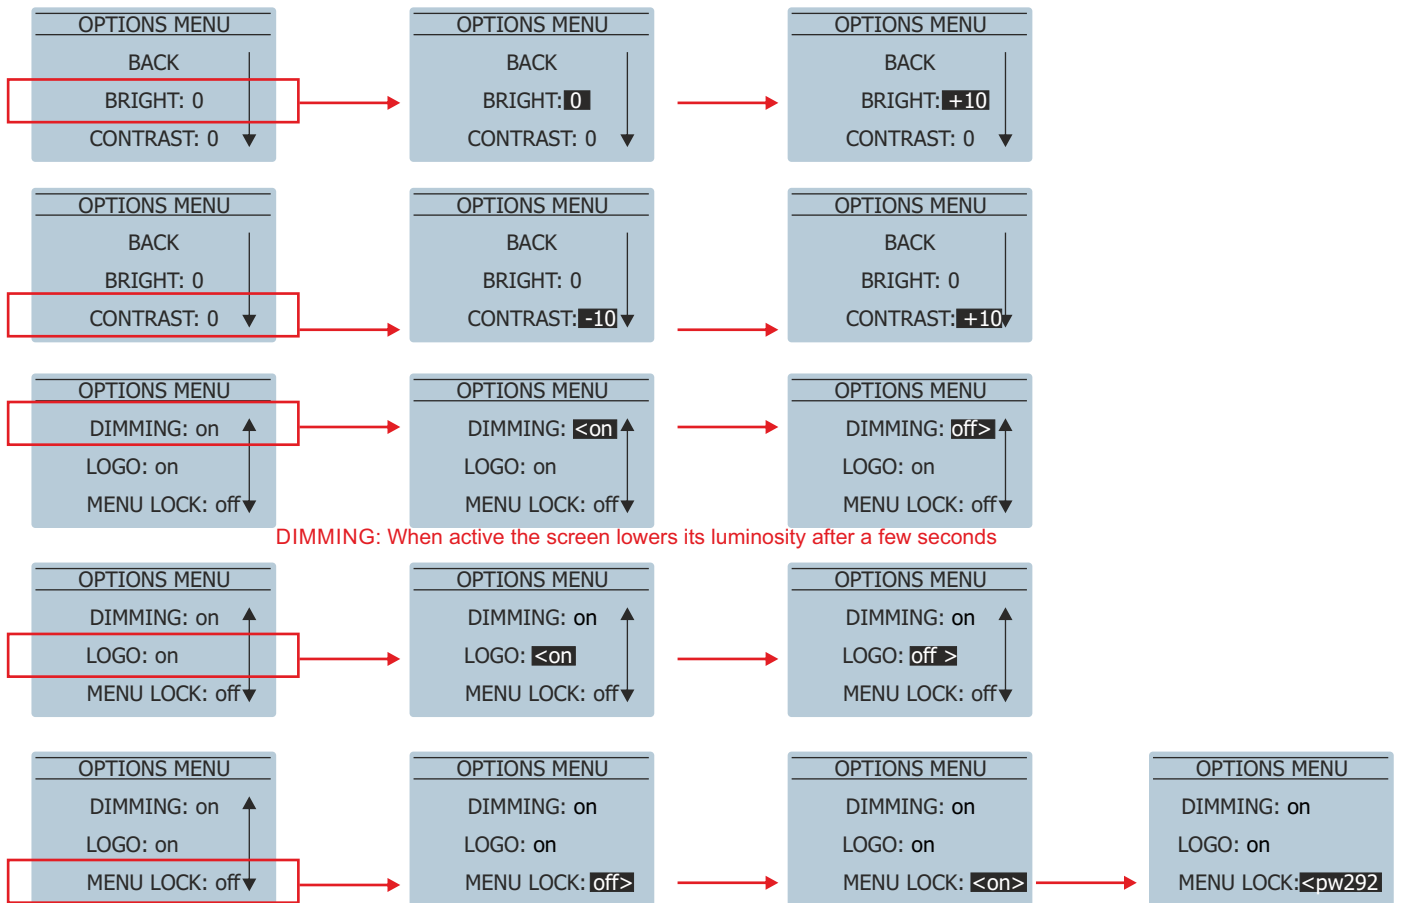 OPTIONS MENU
BACK
BRIGHT: 0
CONTRAST: 0
OPTIONS MENU
BACK
BRIGHT: 0
CONTRAST: 0
OPTIONS MENU
BACK
BRIGHT: +10
CONTRAST: 0
OPTIONS MENU
BACK
BRIGHT: 0
CONTRAST: 0
OPTIONS MENU
BACK
BRIGHT: 0
CONTRAST: -10
OPTIONS MENU
BACK
BRIGHT: 0
CONTRAST: +10
OPTIONS MENU
DIMMING: on
LOGO: on
MENU LOCK: off
OPTIONS MENU
DIMMING: <on
LOGO: on
MENU LOCK: off
OPTIONS MENU
DIMMING: off>
LOGO: on
MENU LOCK: off
DIMMING: When active the screen lowers its luminosity after a few seconds
OPTIONS MENU
DIMMING: on
LOGO: on
MENU LOCK: off
OPTIONS MENU
DIMMING: on
LOGO: <on
MENU LOCK: off
OPTIONS MENU
DIMMING: on
LOGO: off >
MENU LOCK: off
OPTIONS MENU
DIMMING: on
LOGO: on
MENU LOCK: off
OPTIONS MENU
DIMMING: on
LOGO: on
MENU LOCK: off>
OPTIONS MENU
DIMMING: on
LOGO: on
MENU LOCK: <on>
OPTIONS MENU
DIMMING: on
LOGO: on
MENU LOCK:<pw292